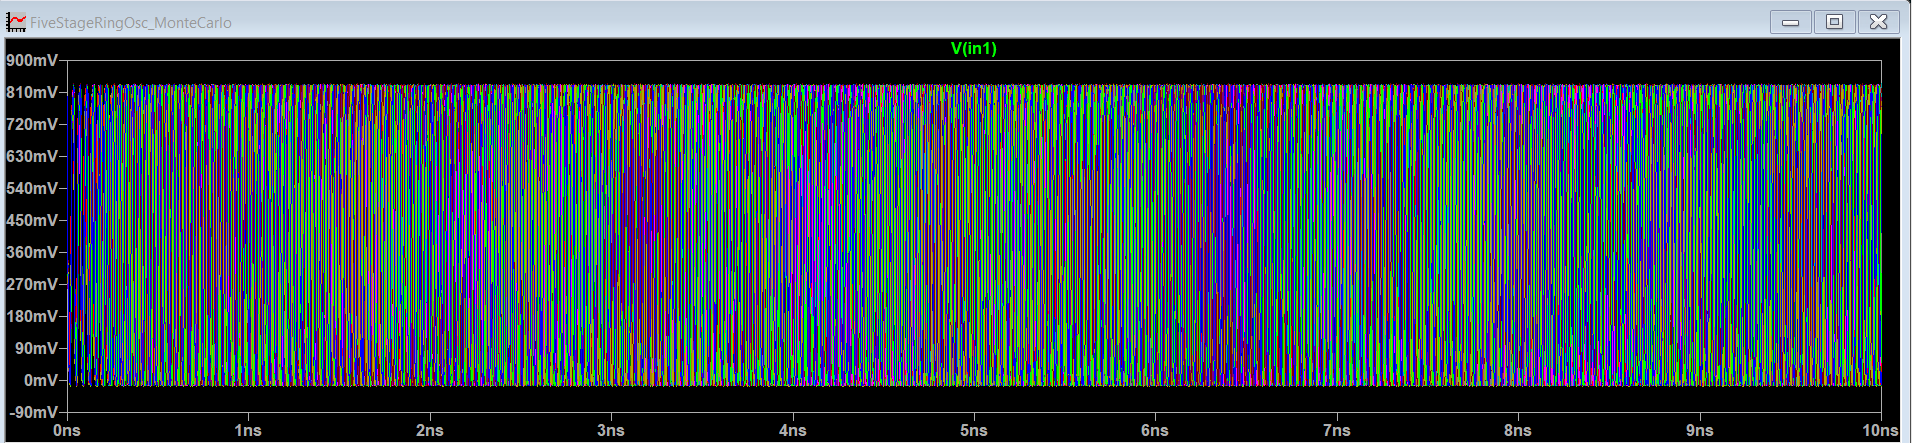 FiveStageRingOsc_MonteCarlo
V(in1)
900mV
810mV
720mV
630mV
540mV
450mV
360mV
270mV
180mV
90mV
0mV
-90mV
0ns 1ns 2ns 3ns 4ns 5ns 6ns 7ns 8ns 9ns 10ns